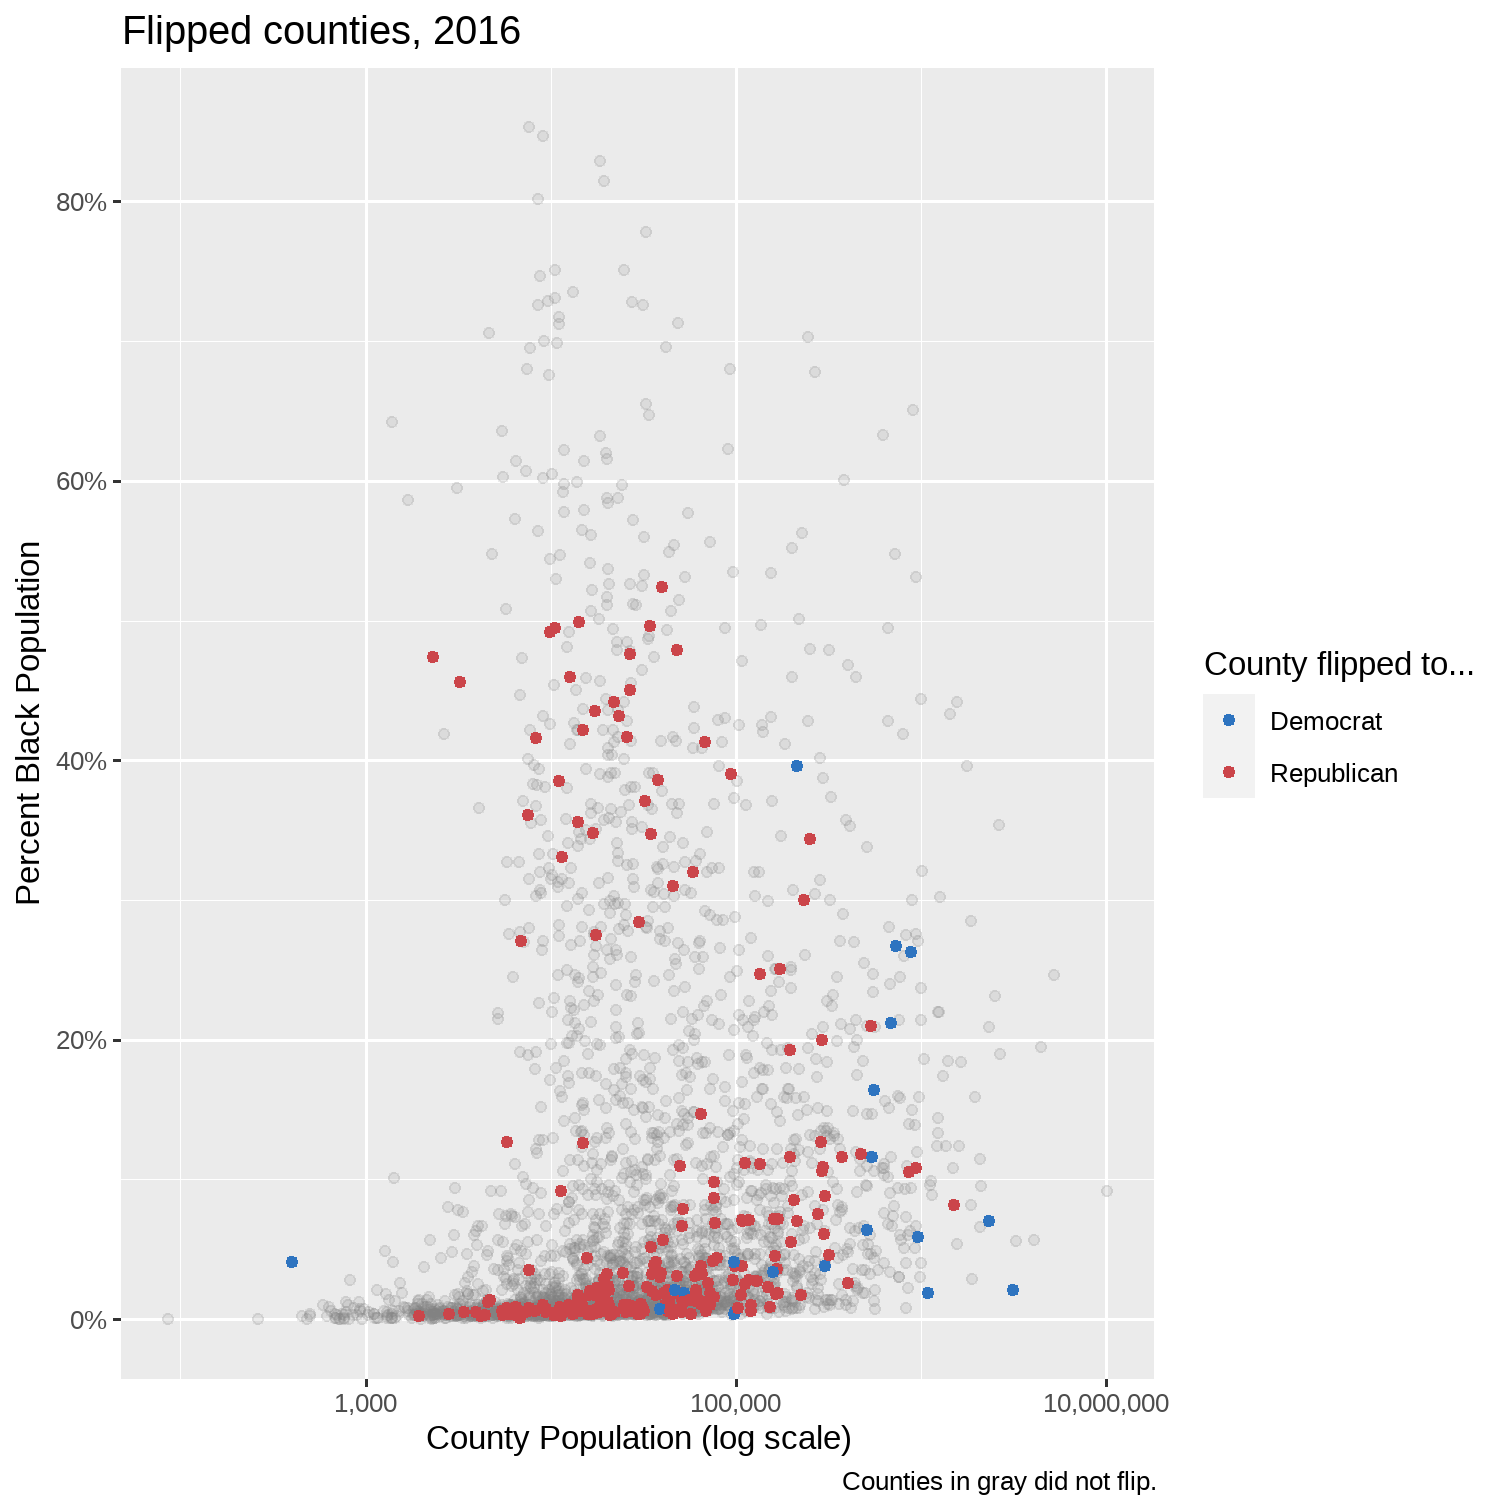 Flipped counties, 2016
Percent Black Population
80%
60%
40%
20%
0%
1,000
100,000
10,000,000
County Population (log scale)
County flipped to...
Democrat
Republican
Counties in gray did not flip.